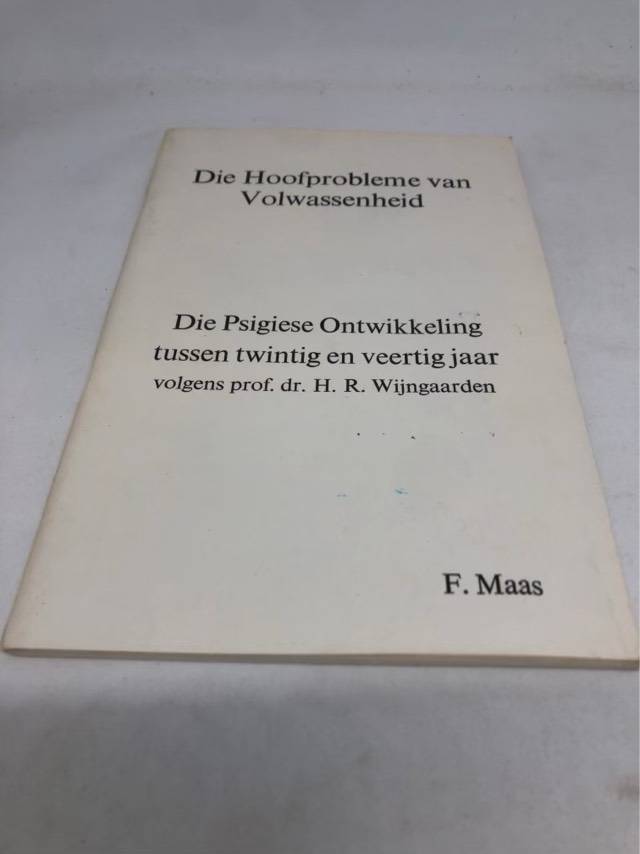 Die Hoofprobleme van
Volwassenheid
Die Psigiese Ontwikkeling
tussen twintig en veertig jaar
volgens prof. dr. H. R. Wijngaarden
F. Maas